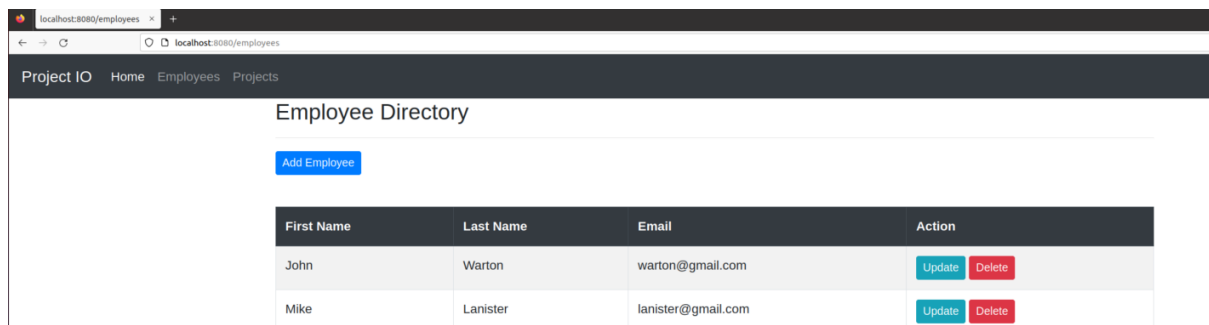 localhost:8080/employees × +
localhost:8080/employees
Project IO Home Employees Projects
Employee Directory
Add Employee
First Name Last Name Email Action
John Warton warton@gmail.com Update Delete
Mike Lanister lanister@gmail.com Update Delete